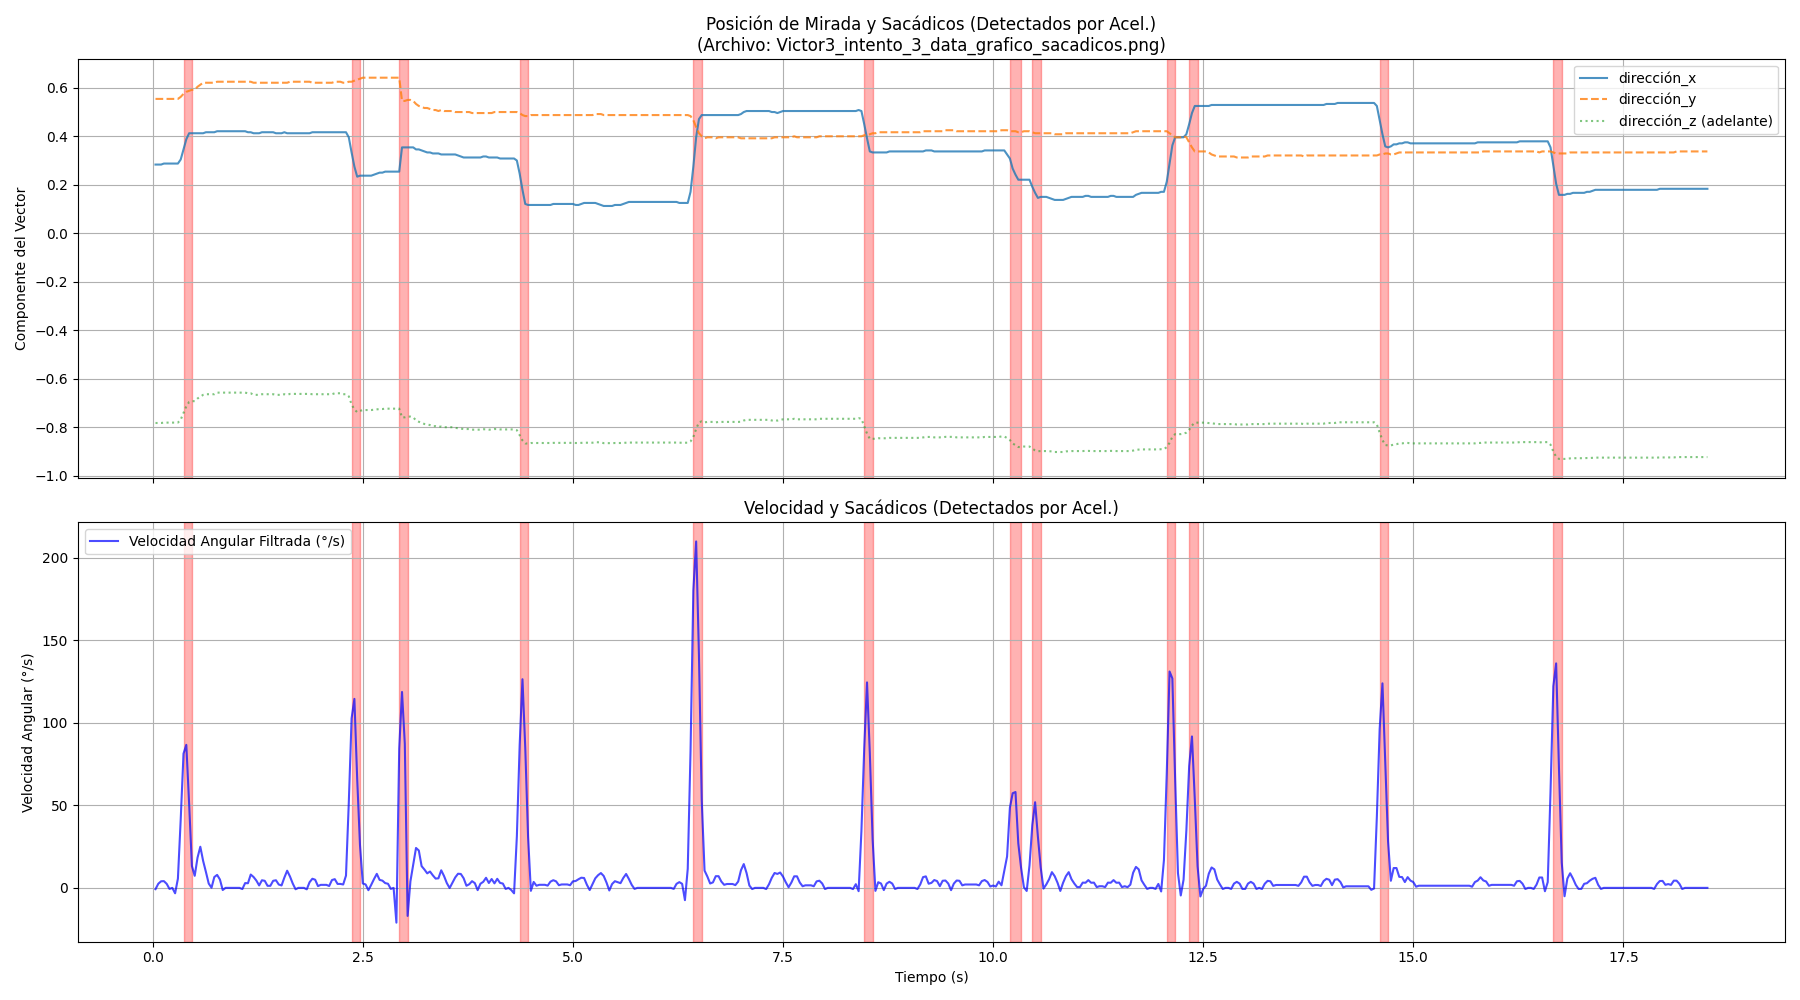 Posición de Mirada y Sacádicos (Detectados por Acel.)
(Archivo: Victor3_intento_3_data_grafico_sacadicos.png)
Componente del Vector
0.6
0.4
0.2
0.0
−0.2
−0.4
−0.6
−0.8
−1.0
dirección_x
dirección_y
dirección_z (adelante)
Velocidad y Sacádicos (Detectados por Acel.)
Velocidad Angular (°/s)
200
150
100
50
0
Velocidad Angular Filtrada (°/s)
0.0 2.5 5.0 7.5 10.0 12.5 15.0 17.5
Tiempo (s)